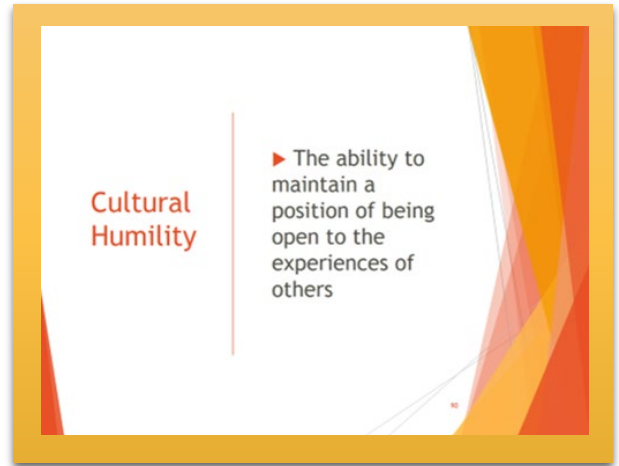 Cultural
Humility
▶ The ability to
maintain a
position of being
open to the
experiences of
others